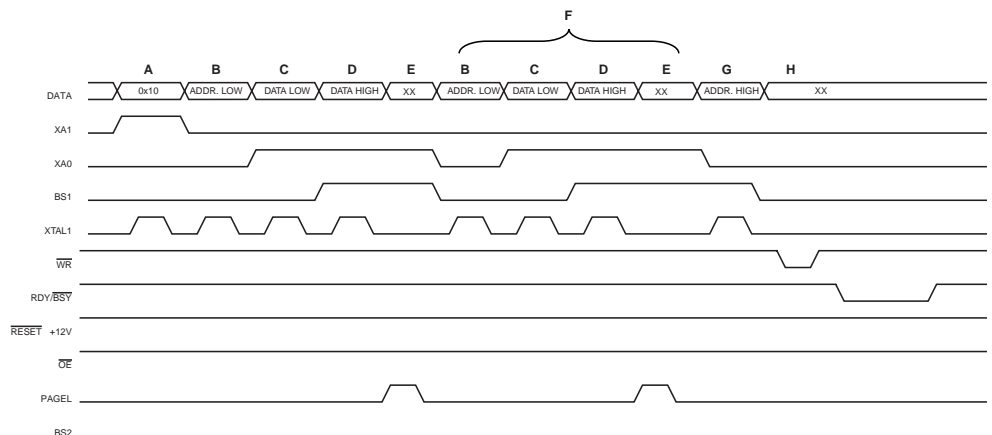 F
A B C D E B C D E G H
DATA 0x10 ADDR. LOW DATA LOW DATA HIGH XX ADDR. LOW DATA LOW DATA HIGH XX ADDR. HIGH XX
XA1
XA0
BS1
XTAL1
WR
RDY/BSY
RESET +12V
OE
PAGEL
BS2